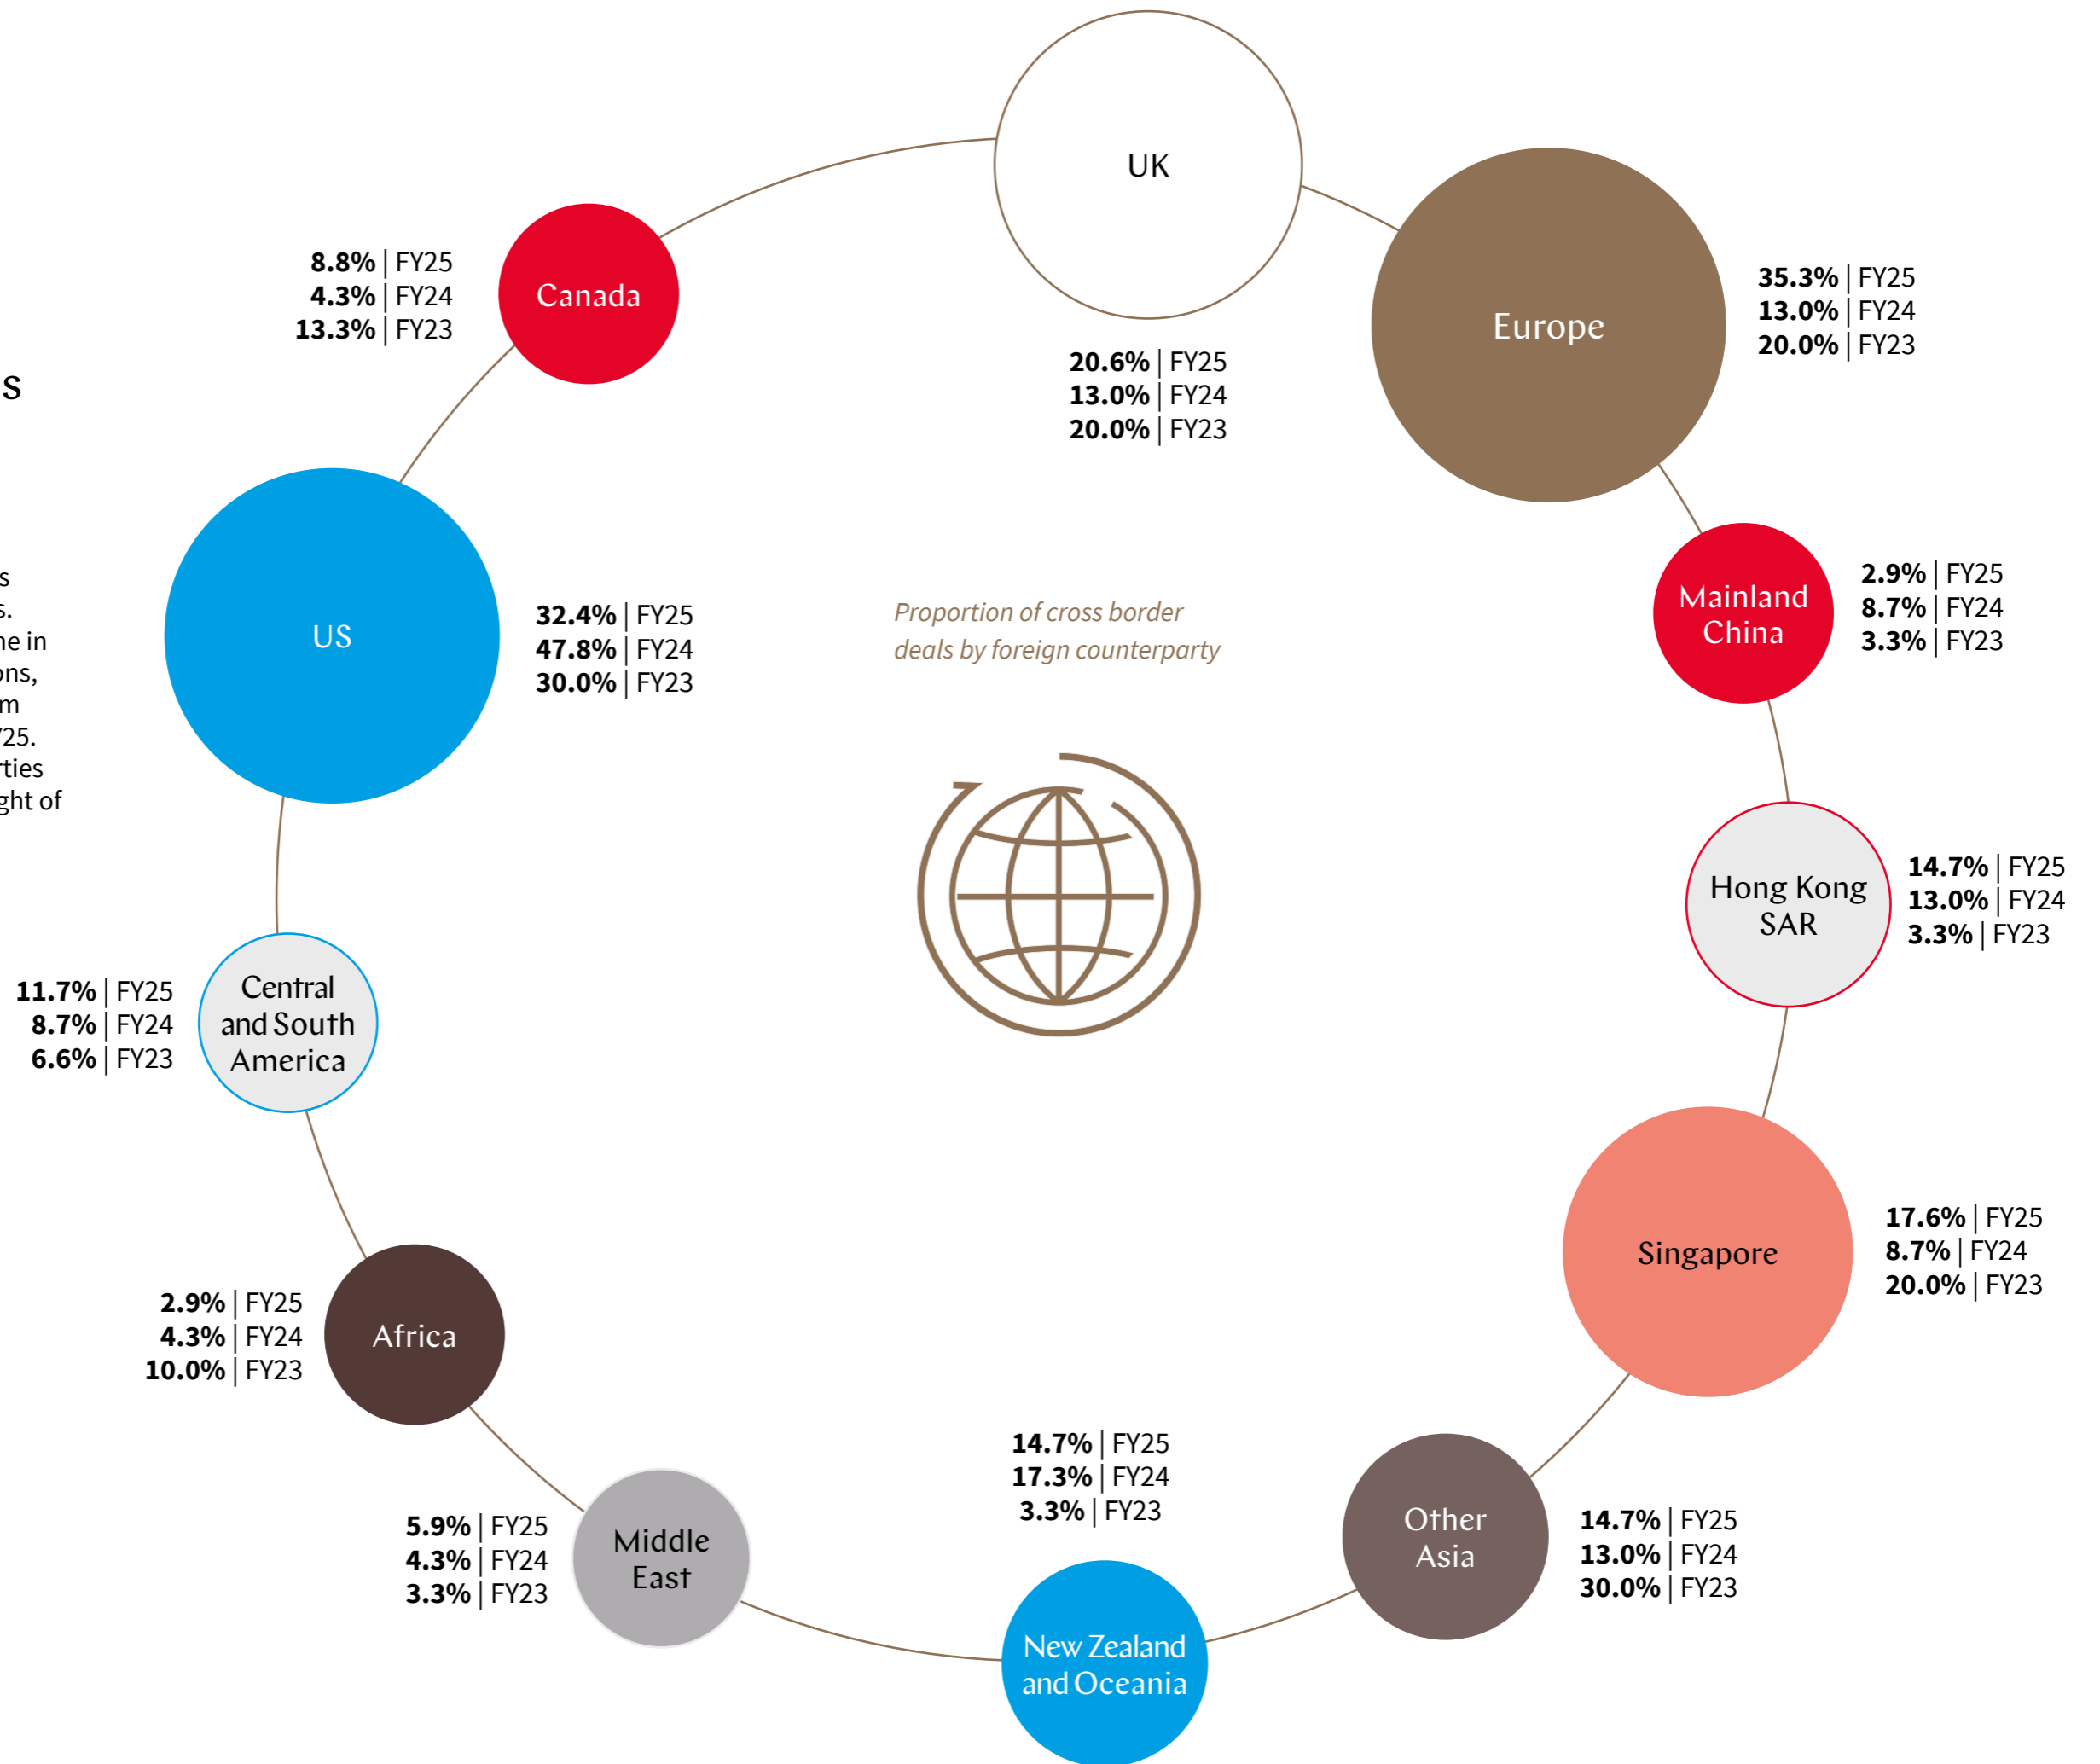 UK
8.8% | FY25
4.3% | FY24
13.3% | FY23
Canada
Europe
35.3% | FY25
13.0% | FY24
20.0% | FY23
20.6% | FY25
13.0% | FY24
20.0% | FY23
US
32.4% | FY25
47.8% | FY24
30.0% | FY23
Proportion of cross border
deals by foreign counterparty
Mainland
China
2.9% | FY25
8.7% | FY24
3.3% | FY23
Hong Kong
SAR
14.7% | FY25
13.0% | FY24
3.3% | FY23
11.7% | FY25
8.7% | FY24
6.6% | FY23
Central
and South
America
Singapore
17.6% | FY25
8.7% | FY24
20.0% | FY23
2.9% | FY25
4.3% | FY24
10.0% | FY23
Africa
14.7% | FY25
17.3% | FY24
3.3% | FY23
New Zealand
and Oceania
Other
Asia
14.7% | FY25
13.0% | FY24
30.0% | FY23
5.9% | FY25
4.3% | FY24
3.3% | FY23
Middle
East